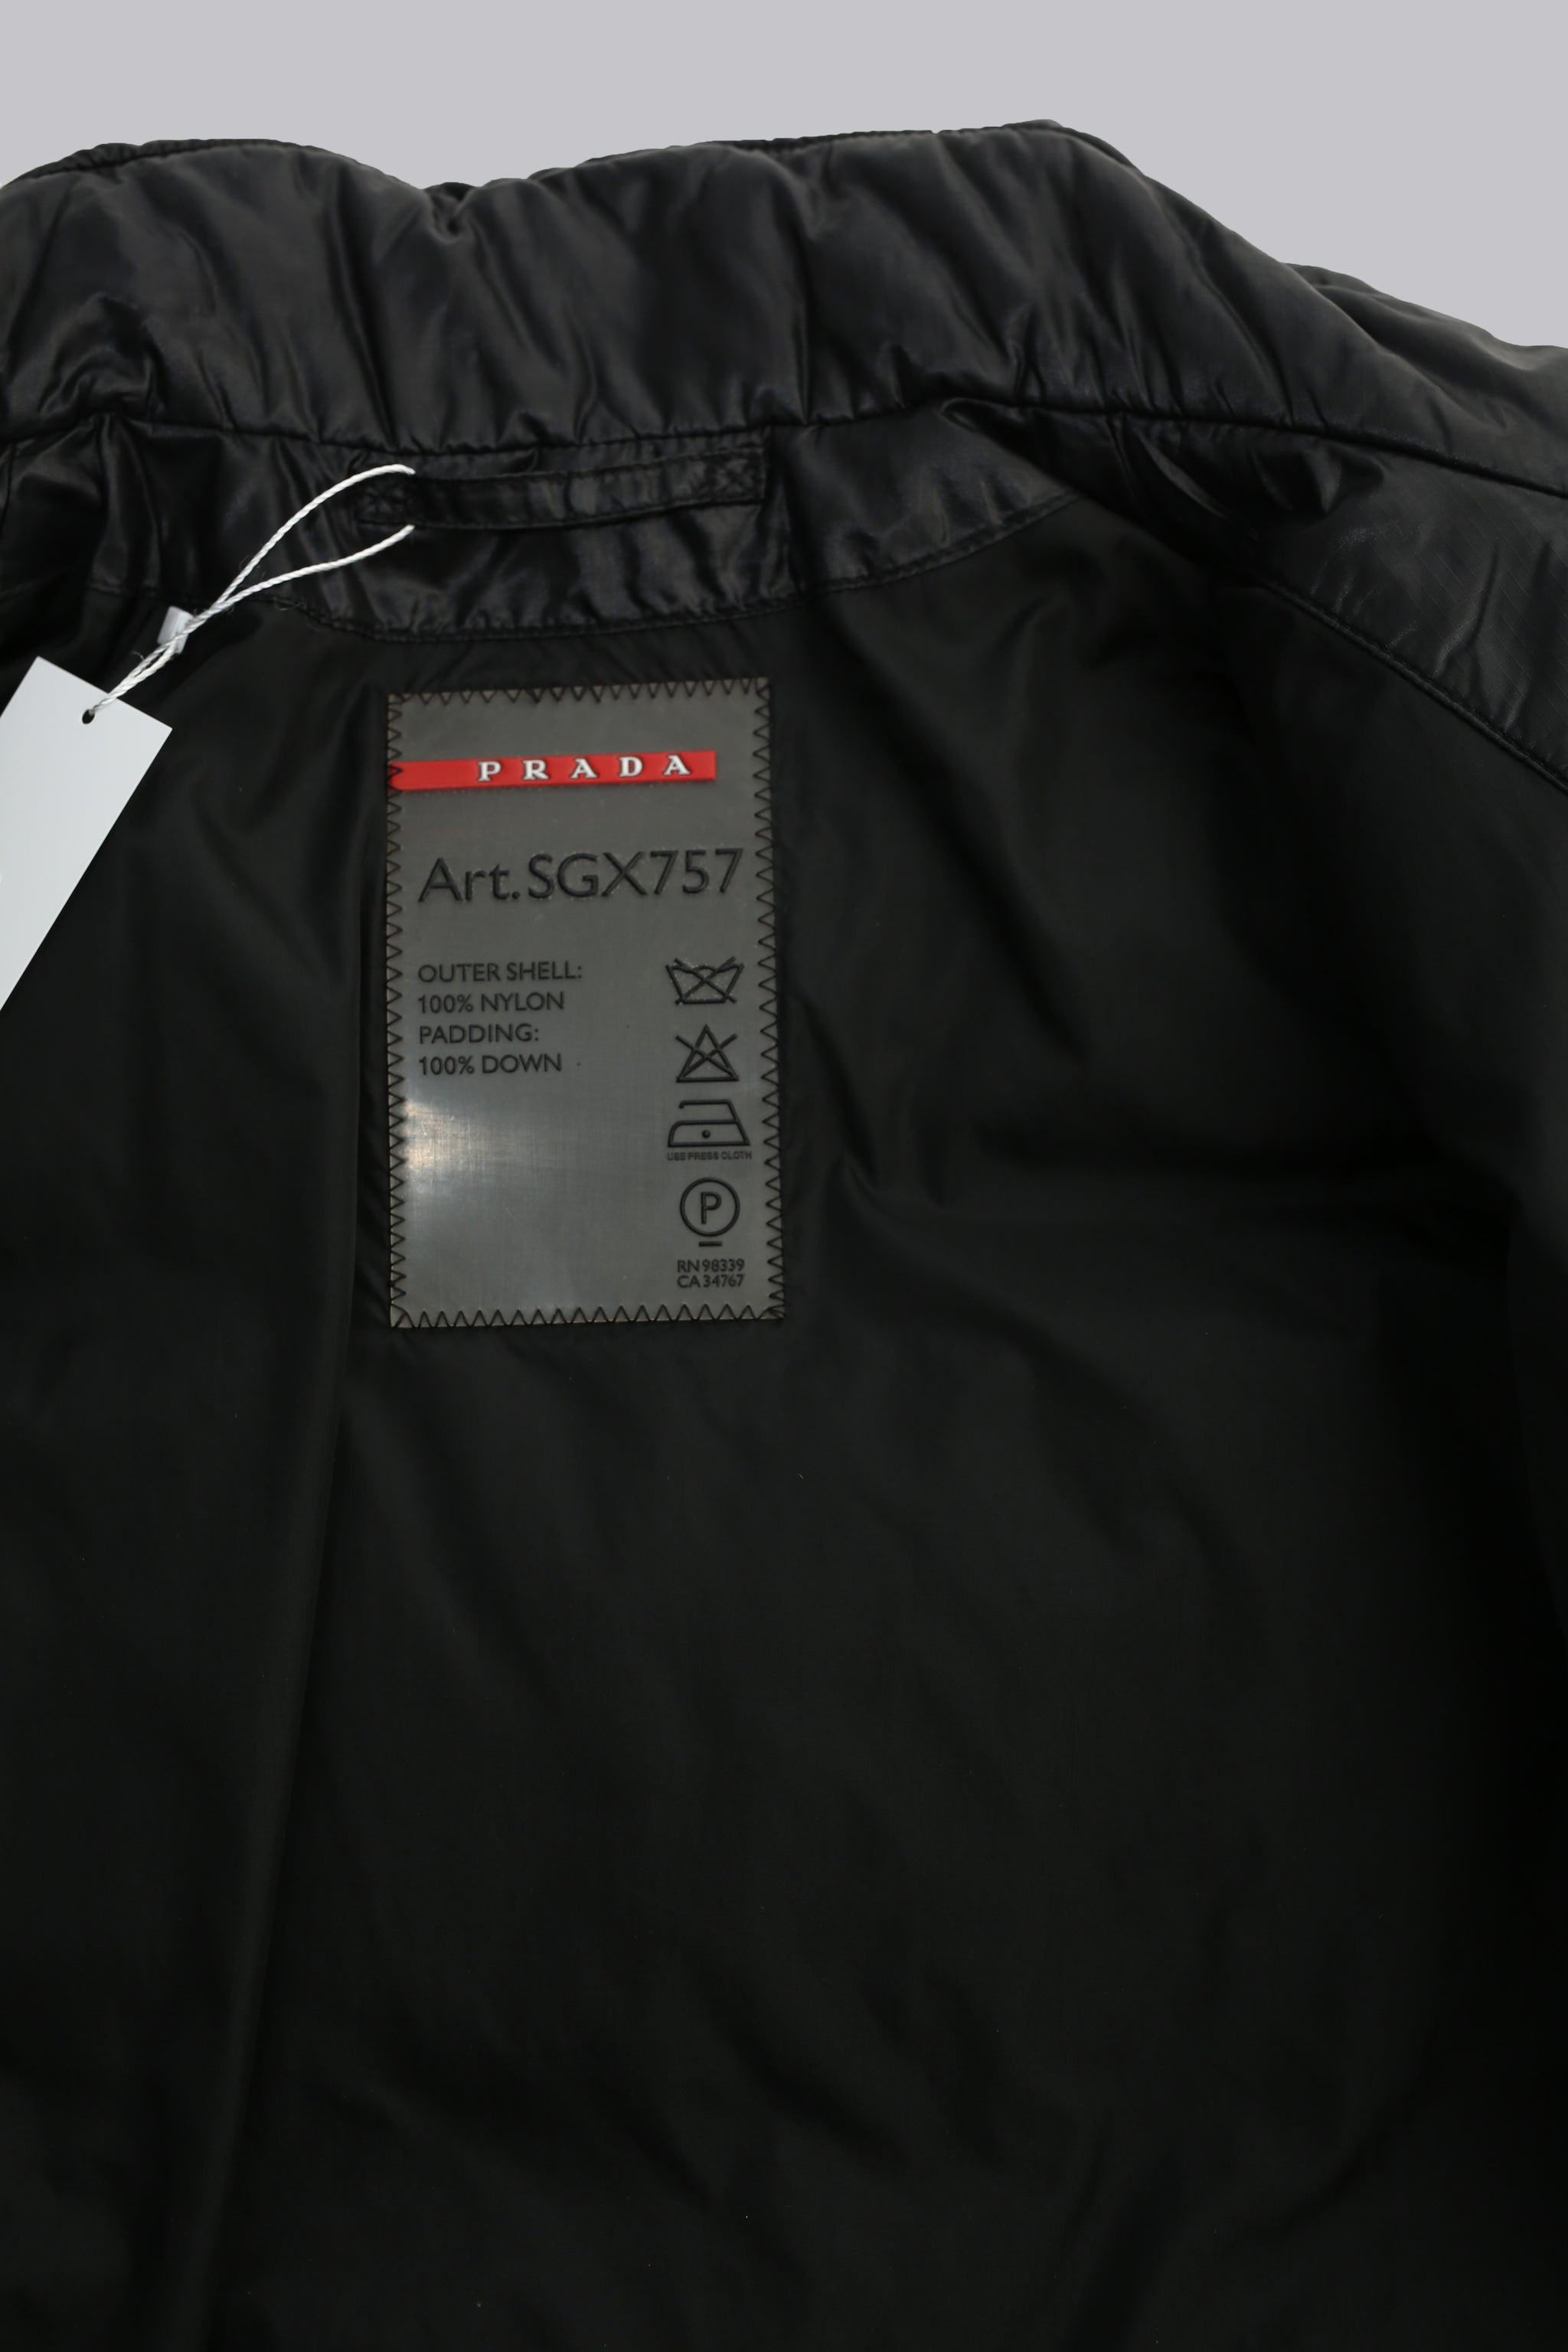 PRADA
Art.SGX757
OUTER SHELL:
100% NYLON
PADDING:
100% DOWN
USE PRESS CLOTH
P
RN 98339
CA 34767